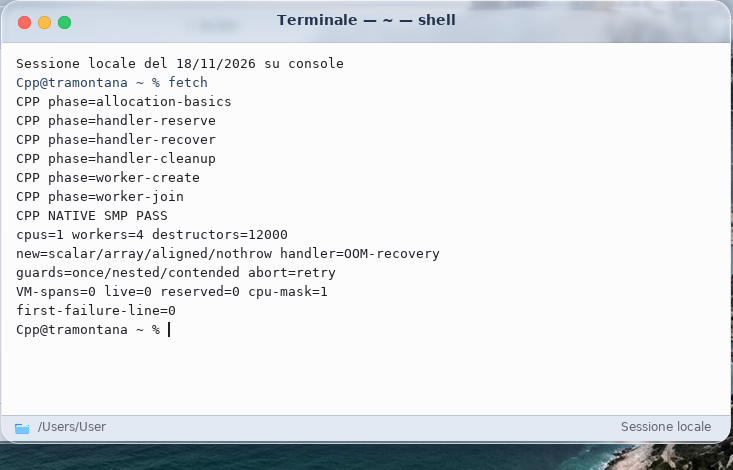 Terminale — ~ — shell
Sessione locale del 18/11/2026 su console
Cpp@tramontana ~ % fetch
CPP phase=allocation-basics
CPP phase=handler-reserve
CPP phase=handler-recover
CPP phase=handler-cleanup
CPP phase=worker-create
CPP phase=worker-join
CPP NATIVE SMP PASS
cpus=1 workers=4 destructors=12000
new=scalar/array/aligned/nothrow handler=OOM-recovery
guards=once/nested/contended abort=retry
VM-spans=0 live=0 reserved=0 cpu-mask=1
first-failure-line=0
Cpp@tramontana ~ %
/Users/User
Sessione locale